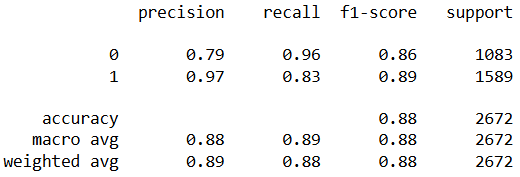 precision recall f1-score support
0 0.79 0.96 0.86 1083
1 0.97 0.83 0.89 1589
accuracy 0.88 2672
macro avg 0.88 0.89 0.88 2672
weighted avg 0.89 0.88 0.88 2672